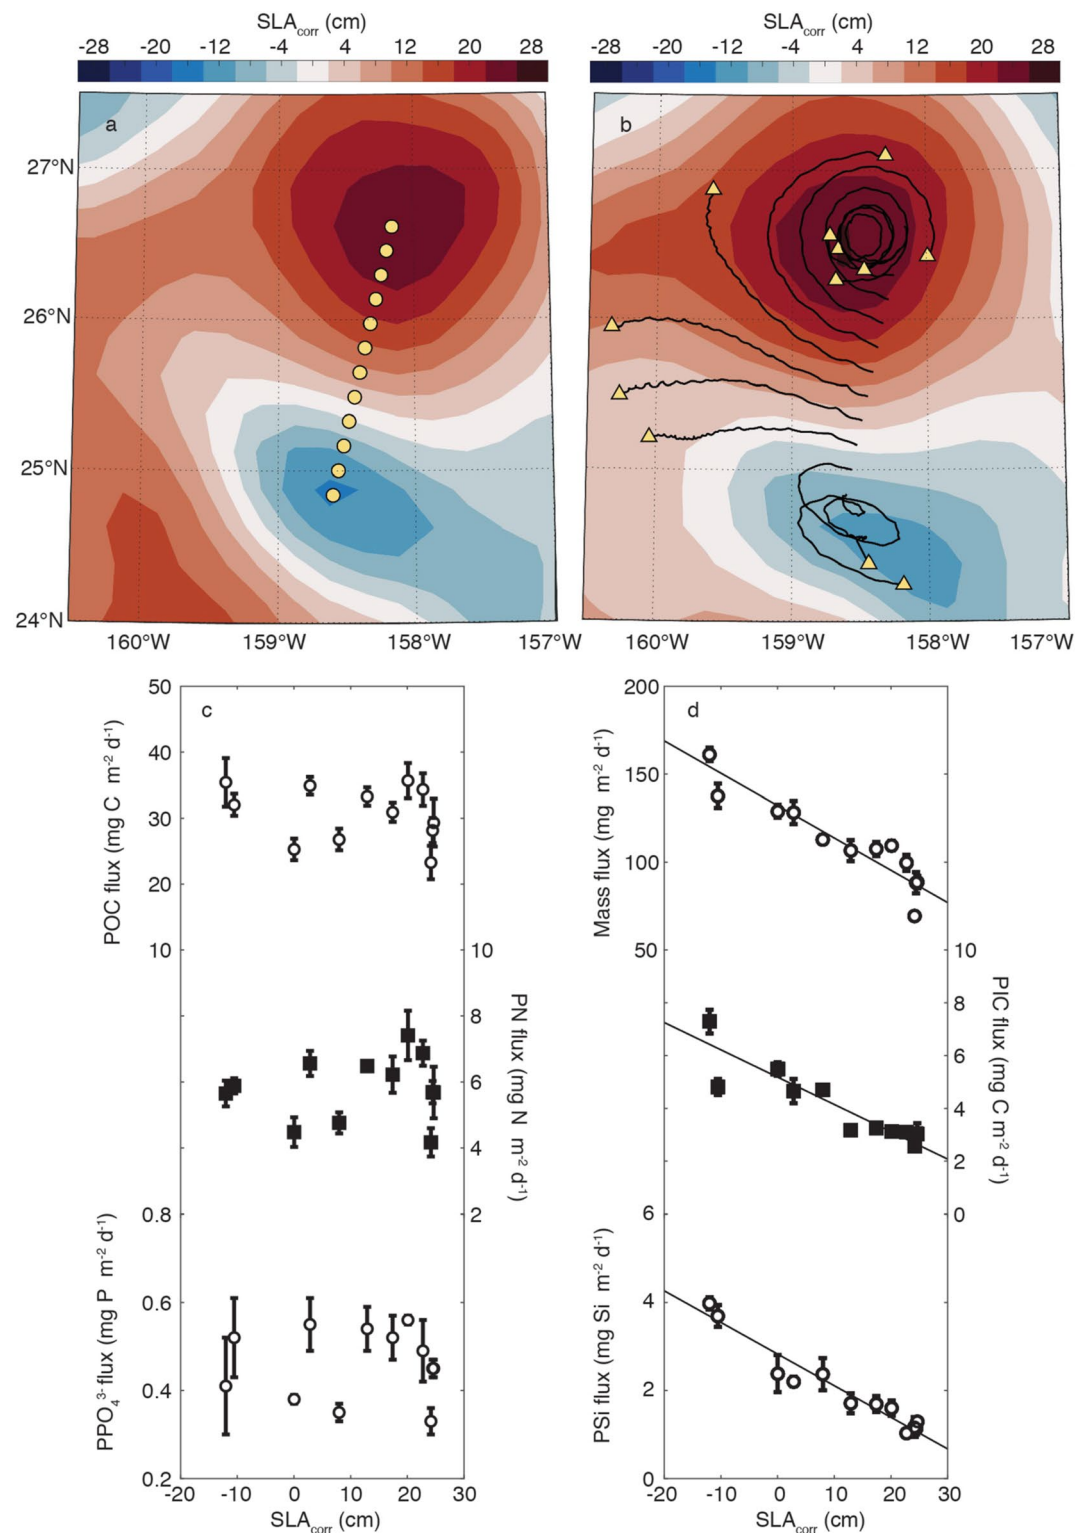 SLAcorr (cm)
-28 -20 -12 -4 4 12 20 28
a
27°N
26°N
25°N
24°N
160°W 159°W 158°W 157°W
SLAcorr (cm)
-28 -20 -12 -4 4 12 20 28
b
160°W 159°W 158°W 157°W
c
50
40
30
20
10
POC flux (mg C m-2 d-1)
10
8
6
4
2
PN flux (mg N m-2 d-1)
0.8
0.6
0.4
0.2
PPO43- flux (mg P m-2 d-1)
-20 -10 0 10 20 30
SLAcorr (cm)
d
200
150
100
50
Mass flux (mg m-2 d-1)
10
8
6
4
2
0
PIC flux (mg C m-2 d-1)
6
4
2
0
PSi flux (mg Si m-2 d-1)
-20 -10 0 10 20 30
SLAcorr (cm)